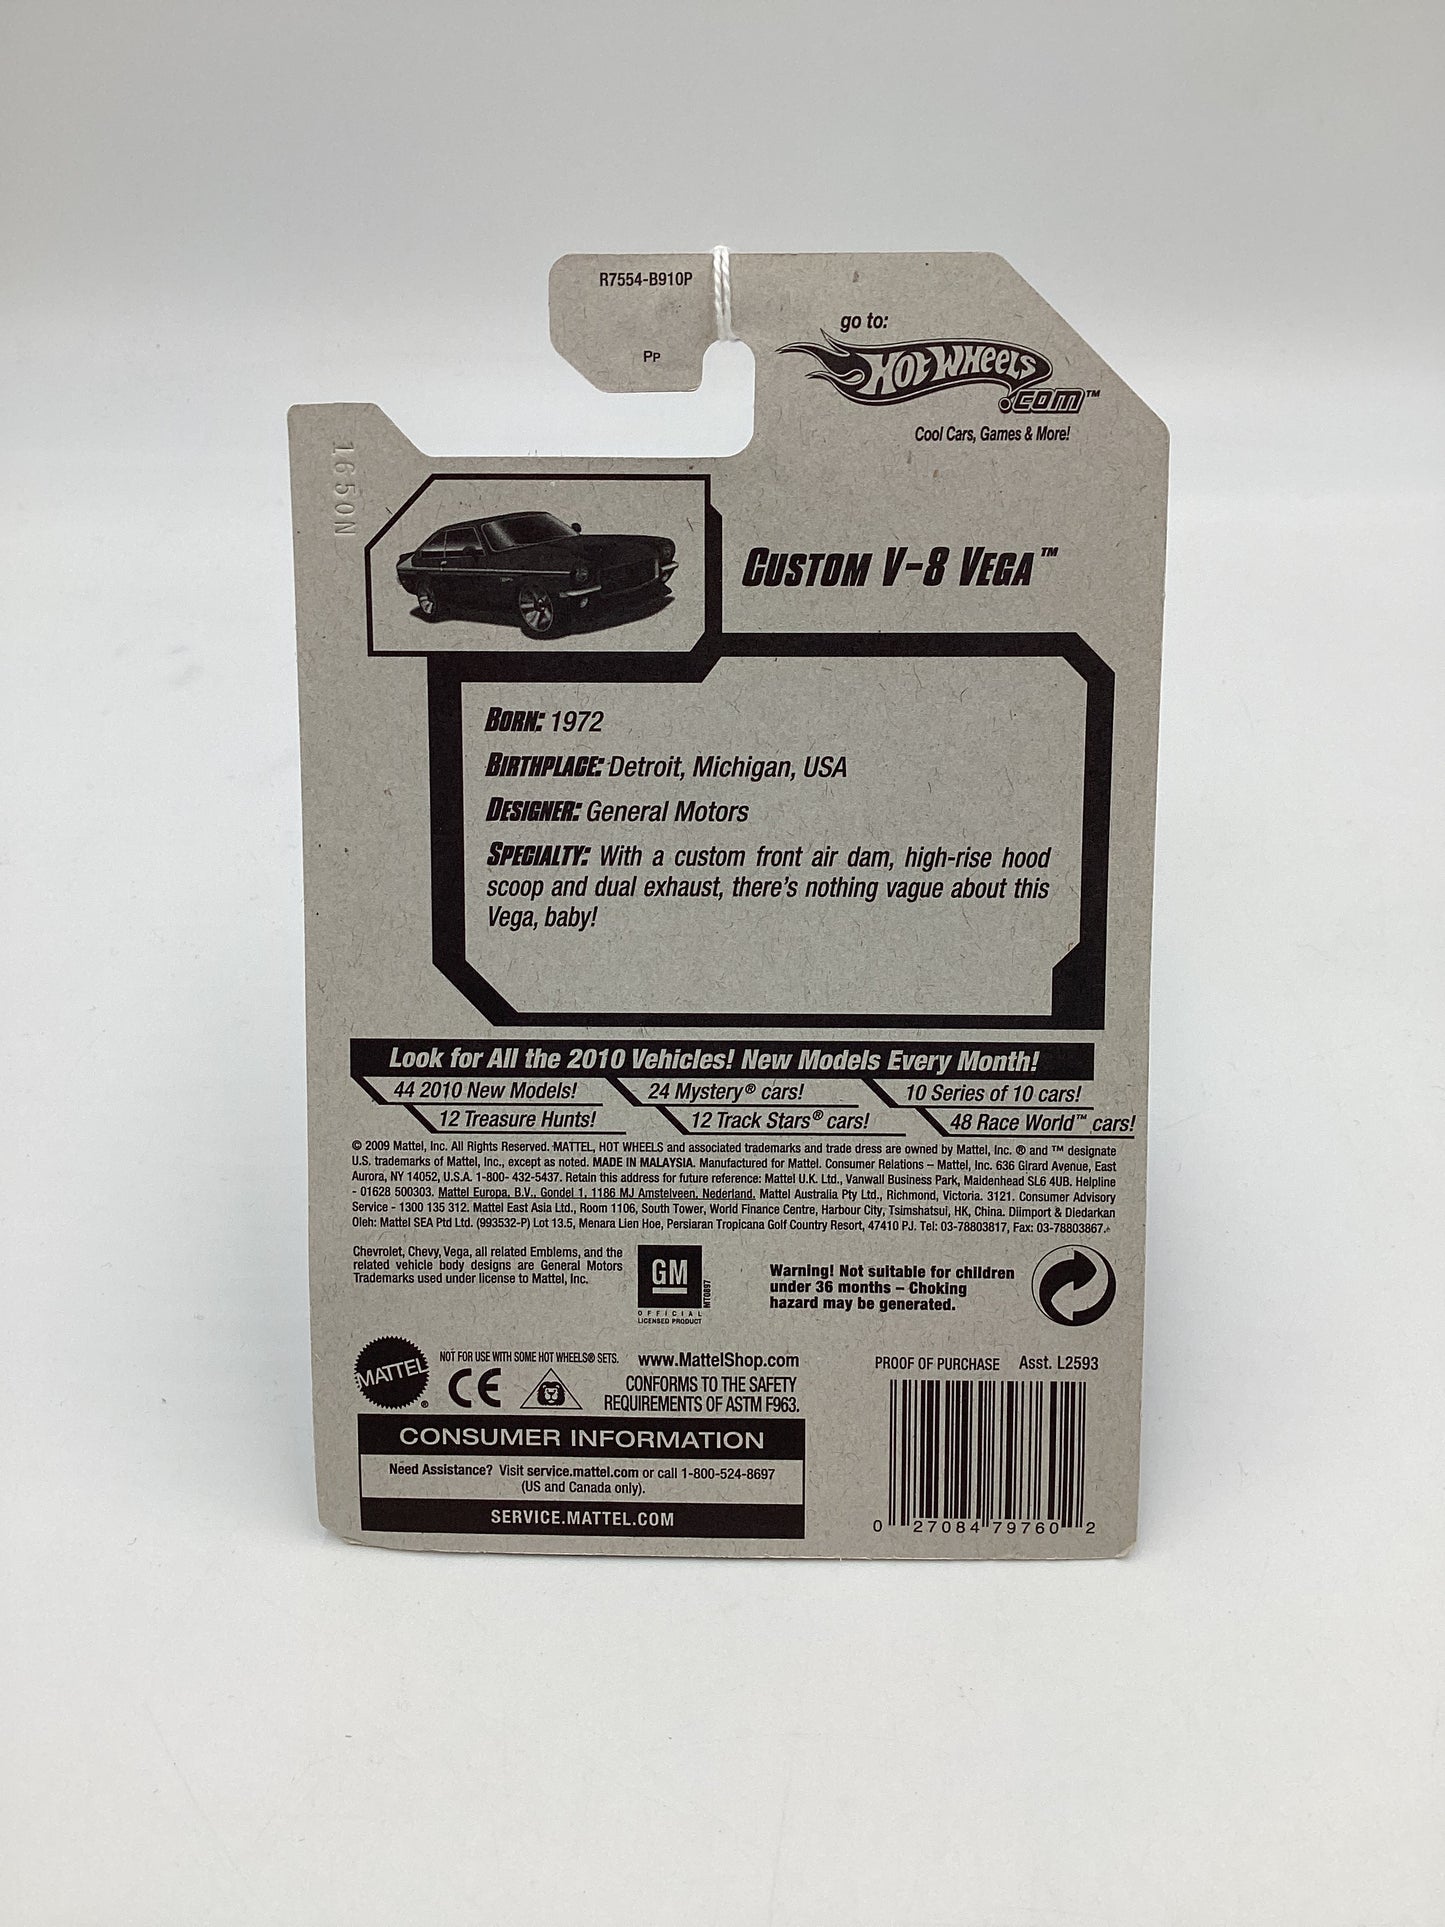 R7554-B910P
PP
go to:
HOT WHEELS
.COM™
Cool Cars, Games & More!
1650N
CUSTOM V-8 VEGA™
BORN: 1972
BIRTHPLACE: Detroit, Michigan, USA
DESIGNER: General Motors
SPECIALTY: With a custom front air dam, high-rise hood
scoop and dual exhaust, there's nothing vague about this
Vega, baby!
Look for All the 2010 Vehicles! New Models Every Month!
44 2010 New Models!
24 Mystery® cars!
10 Series of 10 cars!
12 Treasure Hunts!
12 Track Stars® cars!
48 Race World™ cars!
© 2009 Mattel, Inc. All Rights Reserved. MATTEL, HOT WHEELS and associated trademarks and trade dress are owned by Mattel, Inc. ® and ™ designate
U.S. trademarks of Mattel, Inc., except as noted. MADE IN MALAYSIA. Manufactured for Mattel. Consumer Relations – Mattel, Inc. 636 Girard Avenue, East
Aurora, NY 14052, U.S.A. 1-800- 432-5437. Retain this address for future reference: Mattel U.K. Ltd., Vanwall Business Park, Maidenhead SL6 4UB. Helpline
- 01628 500303. Mattel Europa, B.V., Gondel 1, 1186 MJ Amstelveen, Nederland. Mattel Australia Pty Ltd., Richmond, Victoria. 3121. Consumer Advisory
Service - 1300 135 312. Mattel East Asia Ltd., Room 1106, South Tower, World Finance Centre, Harbour City, Tsimshatsui, HK, China. Diimport & Diedarkan
Oleh: Mattel SEA Ptd Ltd. (993532-P) Lot 13.5, Menara Lien Hoe, Persiaran Tropicana Golf Country Resort, 47410 PJ. Tel: 03-78803817, Fax: 03-78803867.
Chevrolet, Chevy, Vega, all related Emblems, and the
related vehicle body designs are General Motors
Trademarks used under license to Mattel, Inc.
GM
MT0897
OFFICIAL
LICENSED PRODUCT
Warning! Not suitable for children
under 36 months – Choking
hazard may be generated.
MATTEL®
NOT FOR USE WITH SOME HOT WHEELS® SETS.
CE
www.MattelShop.com
CONFORMS TO THE SAFETY
REQUIREMENTS OF ASTM F963.
PROOF OF PURCHASE Asst. L2593
CONSUMER INFORMATION
Need Assistance? Visit service.mattel.com or call 1-800-524-8697
(US and Canada only).
SERVICE.MATTEL.COM
0 27084 79760 2